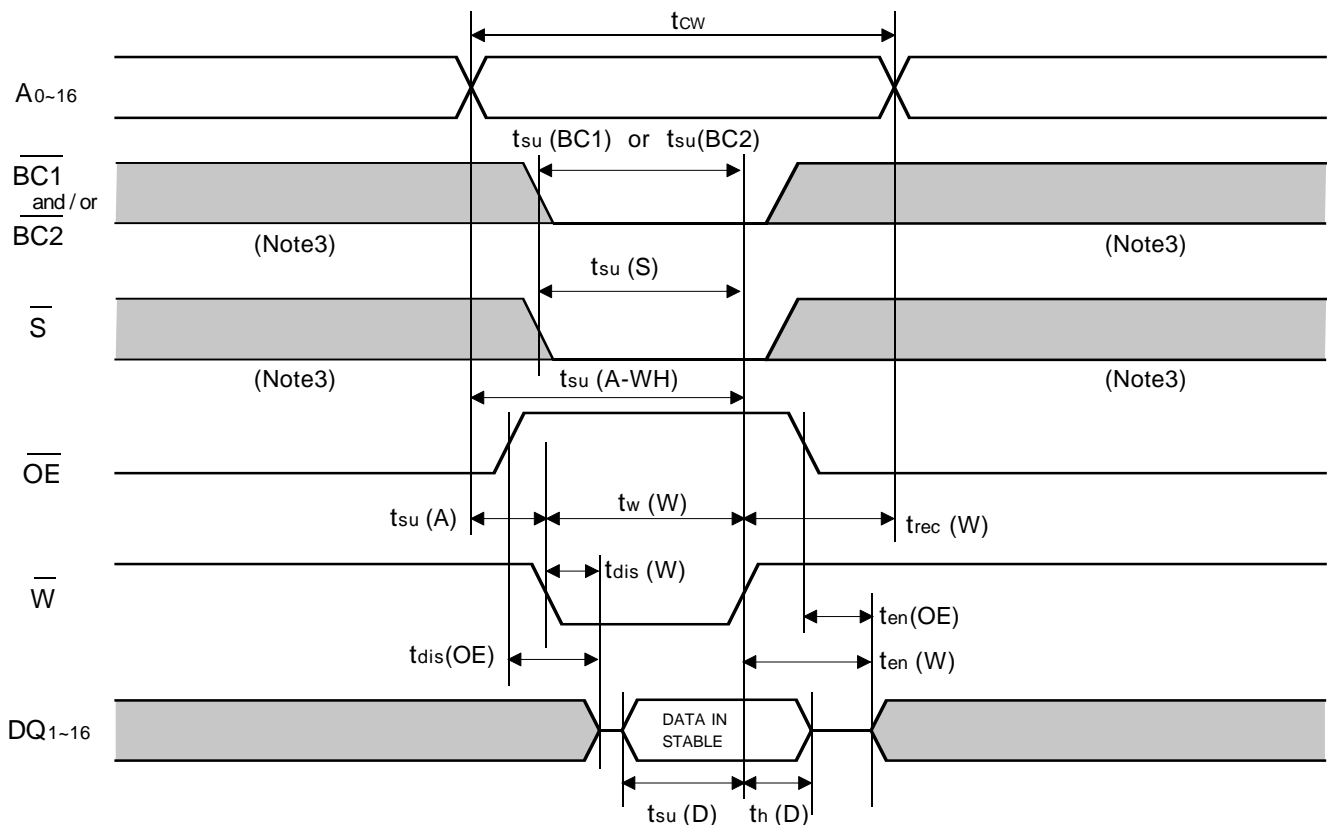 tCW
A0~16
tsu (BC1) or tsu(BC2)
BC1
and / or
BC2
(Note3)
(Note3)
tsu (S)
S
(Note3)
(Note3)
tsu (A-WH)
OE
tsu (A)
tw (W)
trec (W)
tdis (W)
W
ten(OE)
tdis(OE)
ten (W)
DQ1~16
DATA IN
STABLE
tsu (D)
th (D)